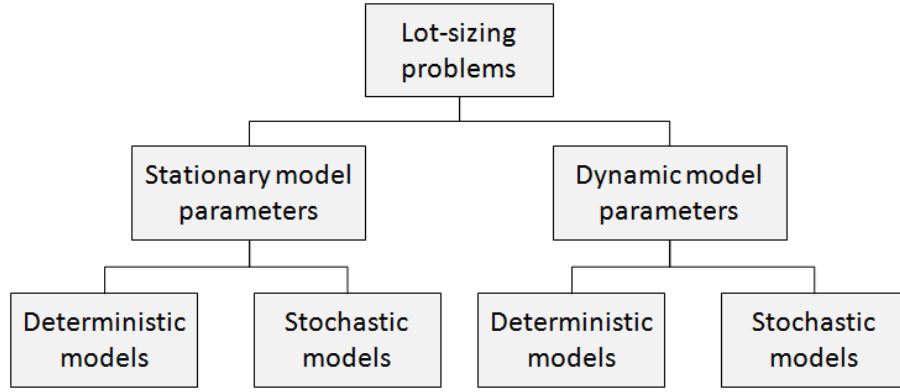 Lot-sizing
problems
Stationary model
parameters
Dynamic model
parameters
Deterministic
models
Stochastic
models
Deterministic
models
Stochastic
models